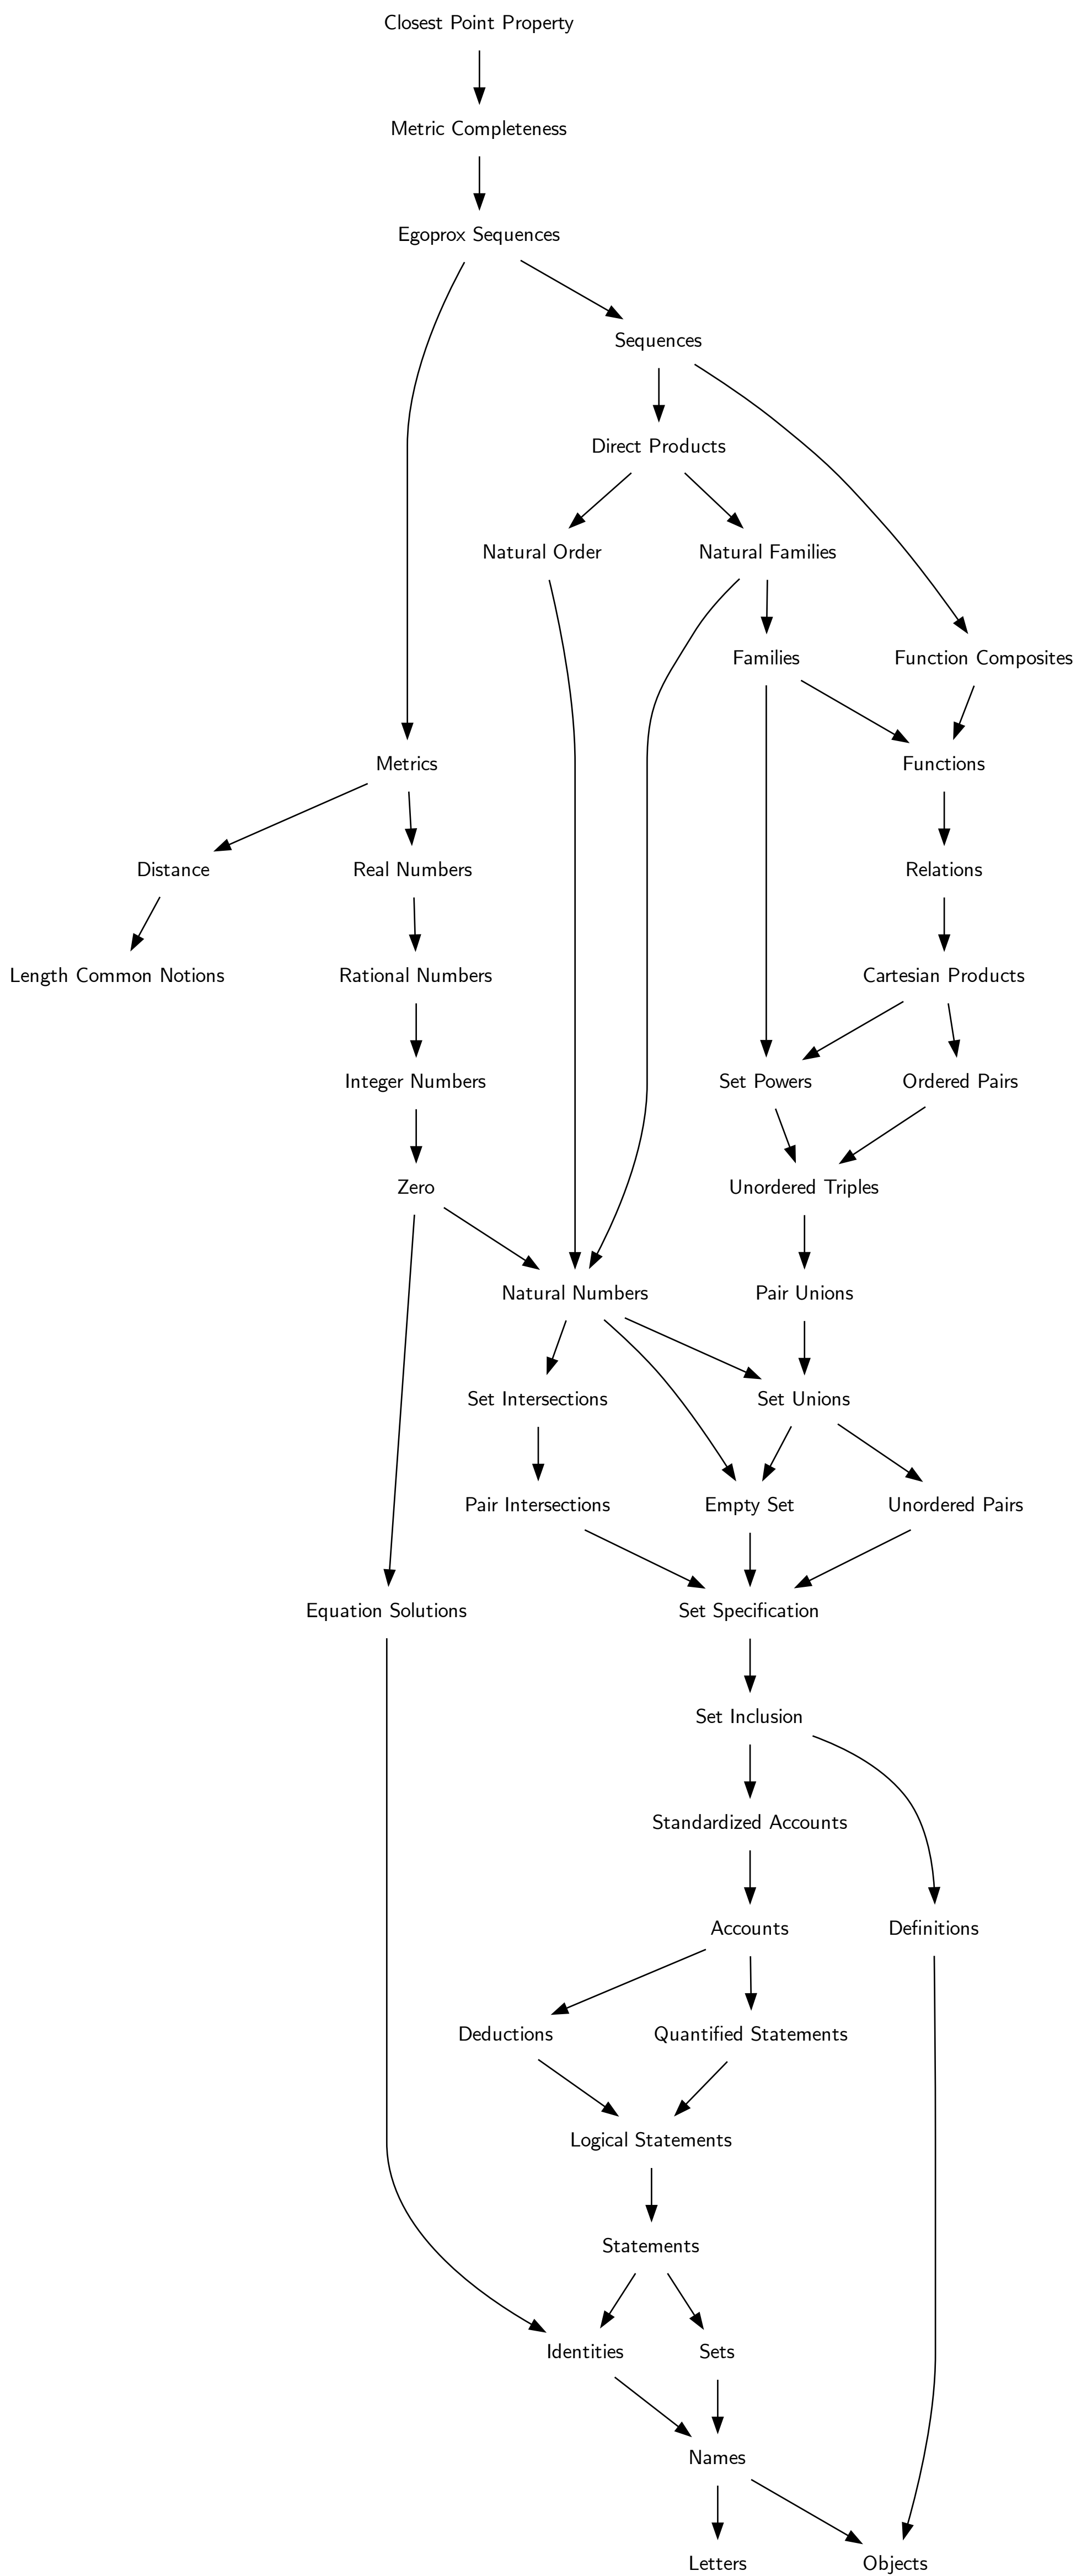 Closest Point Property
Metric Completeness
Egoprox Sequences
Sequences
Direct Products
Natural Order
Natural Families
Families
Function Composites
Metrics
Functions
Distance
Real Numbers
Relations
Length Common Notions
Rational Numbers
Cartesian Products
Integer Numbers
Set Powers
Ordered Pairs
Zero
Unordered Triples
Natural Numbers
Pair Unions
Set Intersections
Set Unions
Pair Intersections
Empty Set
Unordered Pairs
Equation Solutions
Set Specification
Set Inclusion
Standardized Accounts
Accounts
Definitions
Deductions
Quantified Statements
Logical Statements
Statements
Identities
Sets
Names
Letters
Objects